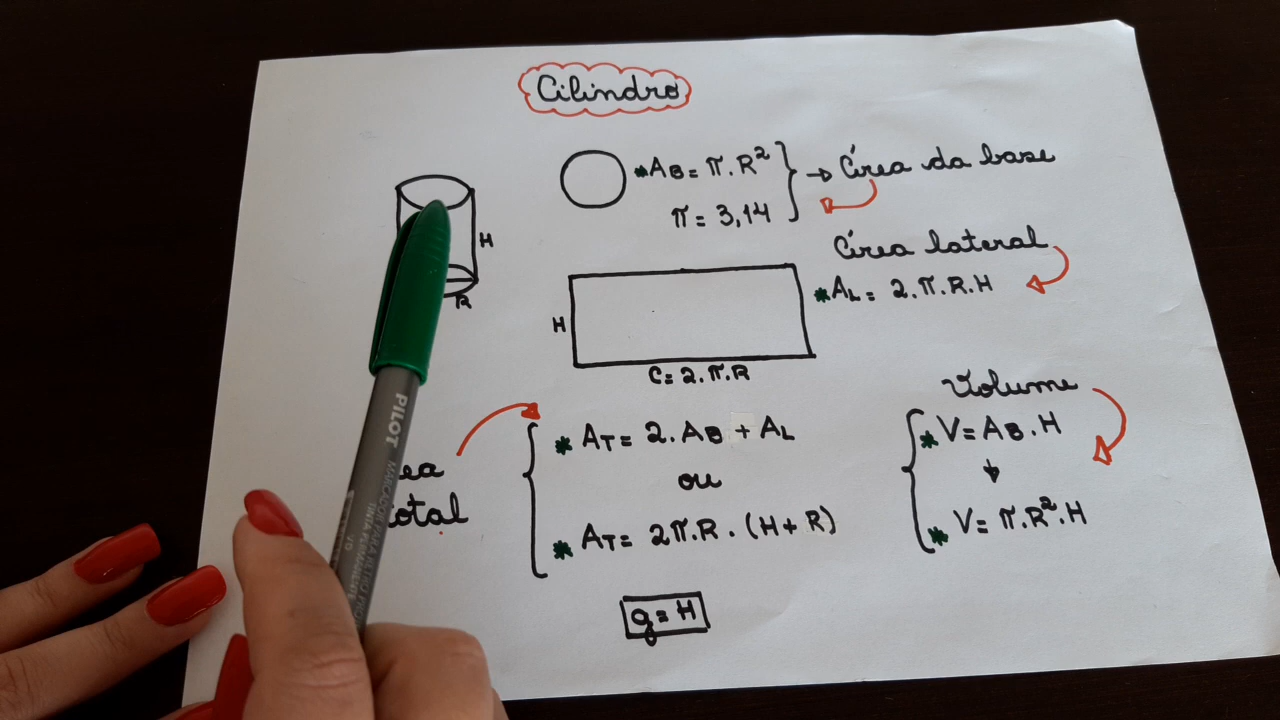 Cilindro
*AB = π.R²
π = 3,14
→ Área da base
H
R
Área lateral
*AL = 2.π.R.H
H
C = 2.π.R
Volume
* AT = 2.AB + AL
ou
* AT = 2π.R.(H+R)
* V = AB.H
* V = π.R².H
g = H
PILOT